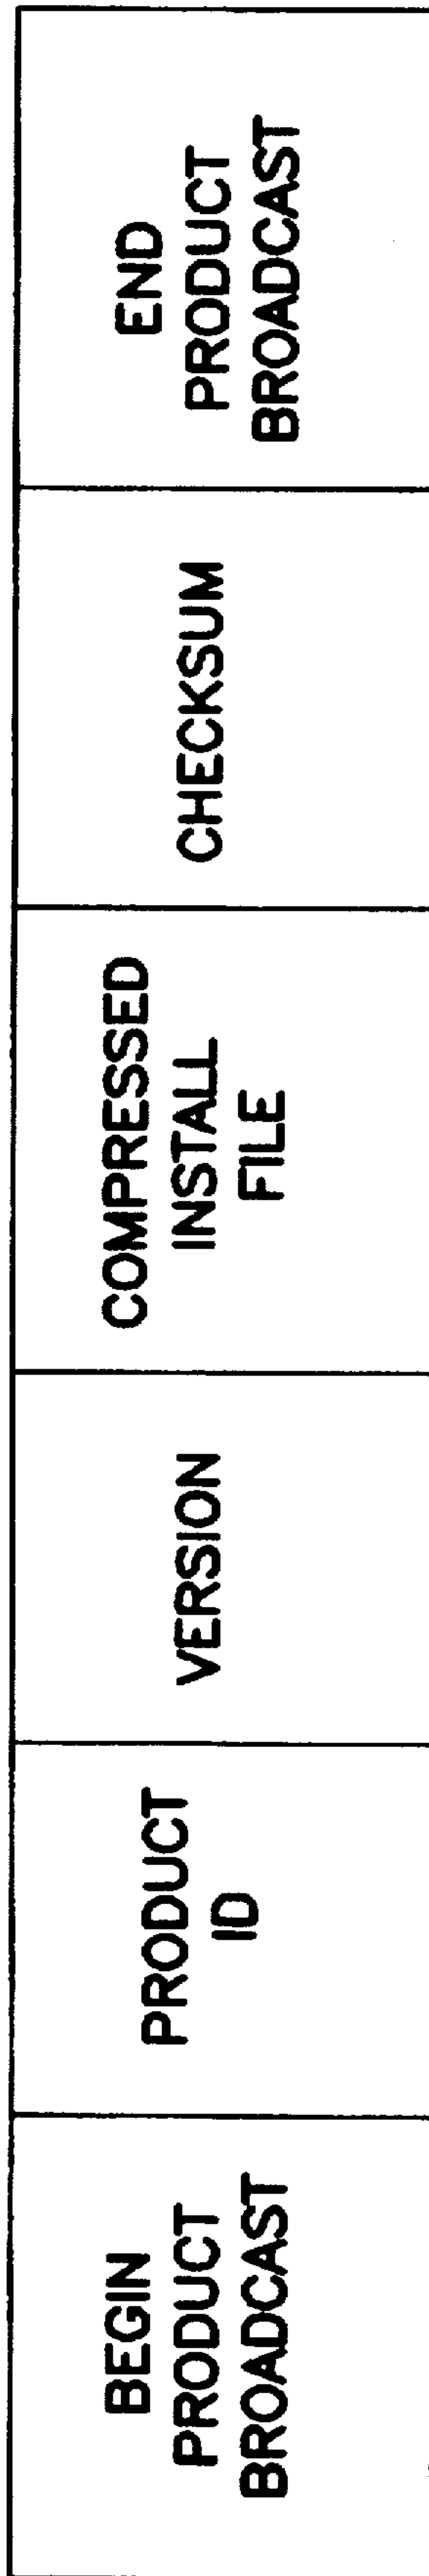 BEGIN
PRODUCT
BROADCAST
PRODUCT
ID
VERSION
COMPRESSED
INSTALL
FILE
CHECKSUM
END
PRODUCT
BROADCAST